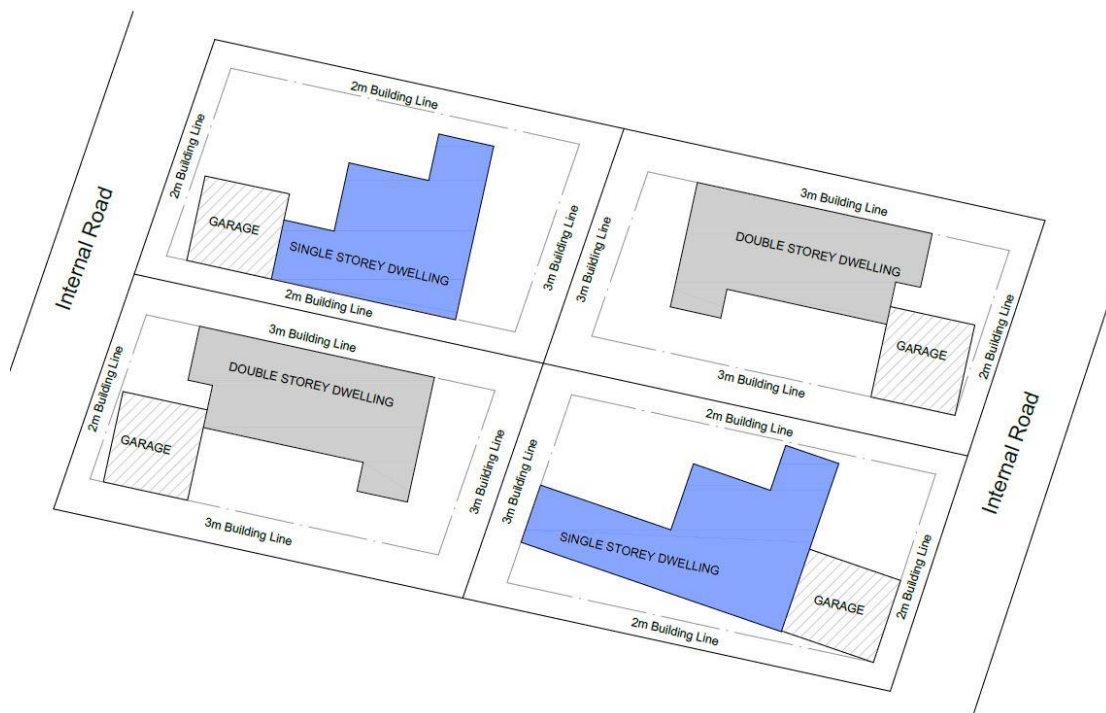 2m Building Line
2m Building Line
GARAGE
SINGLE STOREY DWELLING
3m Building Line
2m Building Line
Internal Road
3m Building Line
3m Building Line
DOUBLE STOREY DWELLING
GARAGE
2m Building Line
3m Building Line
2m Building Line
3m Building Line
DOUBLE STOREY DWELLING
GARAGE
3m Building Line
3m Building Line
2m Building Line
3m Building Line
SINGLE STOREY DWELLING
GARAGE
2m Building Line
2m Building Line
Internal Road